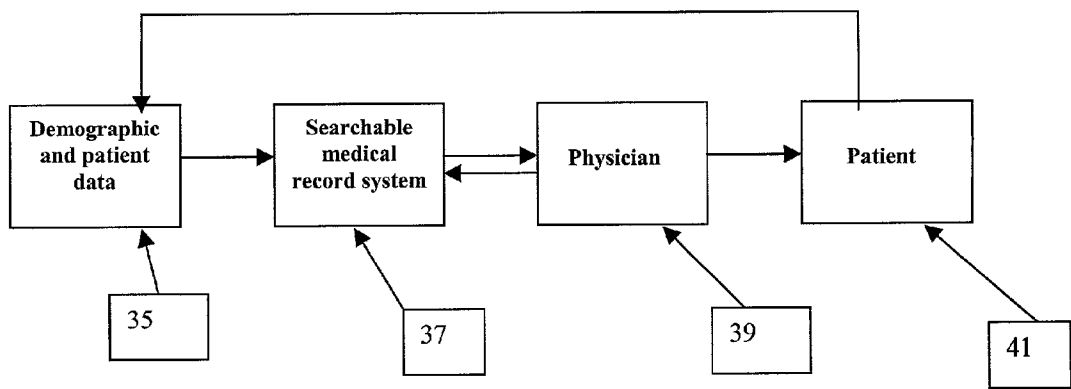 Demographic
and patient
data
Searchable
medical
record system
Physician
Patient
35
37
39
41